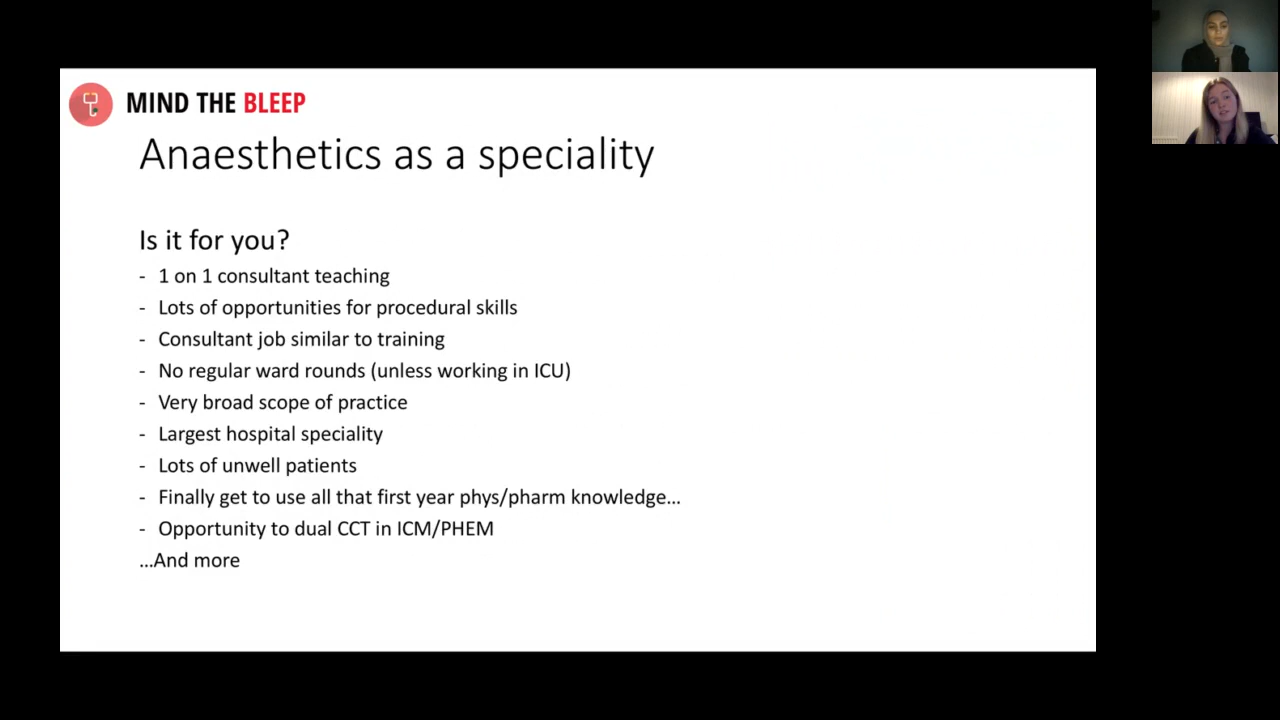 MIND THE BLEEP
Anaesthetics as a speciality
Is it for you?
- 1 on 1 consultant teaching
- Lots of opportunities for procedural skills
- Consultant job similar to training
- No regular ward rounds (unless working in ICU)
- Very broad scope of practice
- Largest hospital speciality
- Lots of unwell patients
- Finally get to use all that first year phys/pharm knowledge...
- Opportunity to dual CCT in ICM/PHEM
...And more